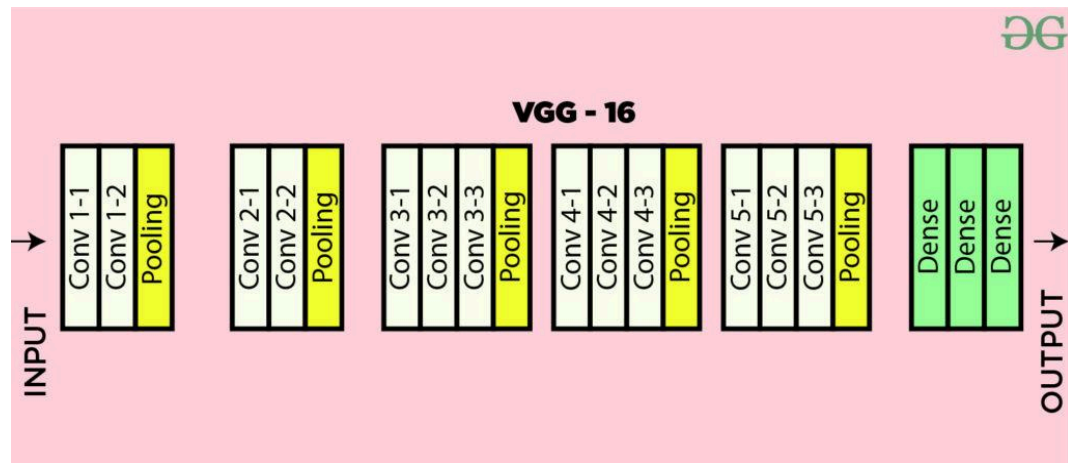 VGG - 16
INPUT
Conv 1-1
Conv 1-2
Pooling
Conv 2-1
Conv 2-2
Pooling
Conv 3-1
Conv 3-2
Conv 3-3
Pooling
Conv 4-1
Conv 4-2
Conv 4-3
Pooling
Conv 5-1
Conv 5-2
Conv 5-3
Pooling
Dense
Dense
Dense
OUTPUT